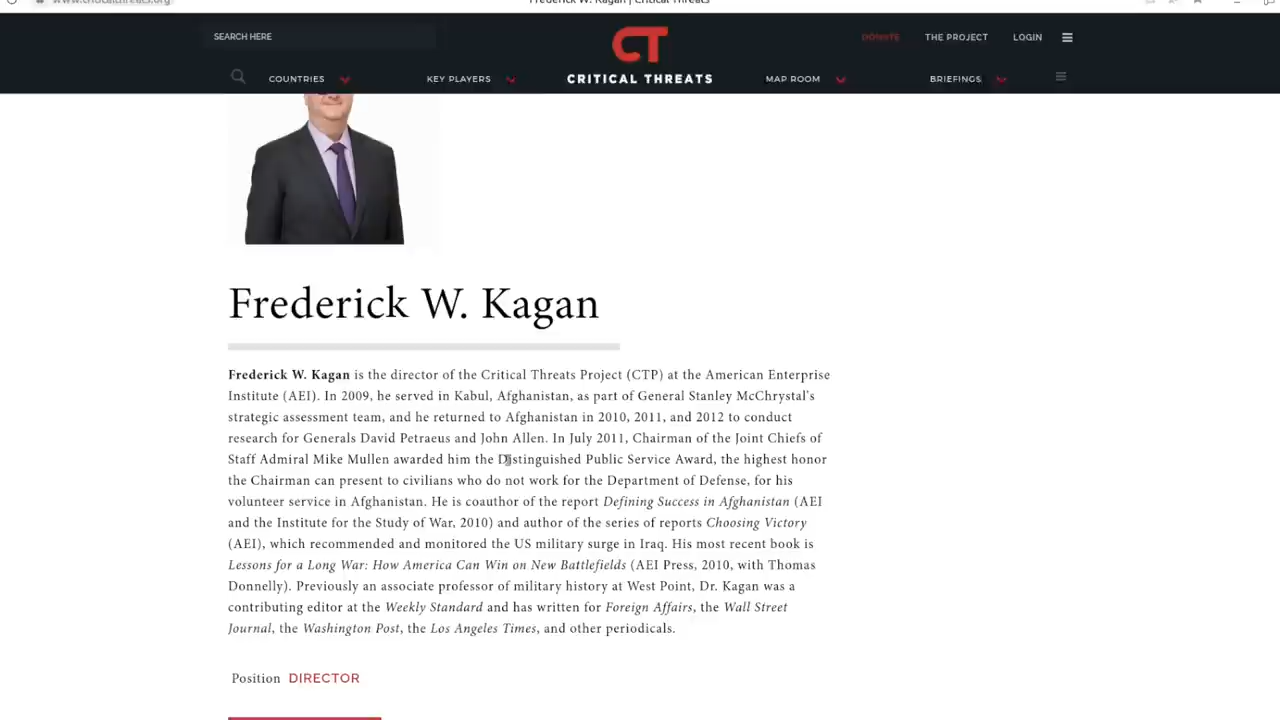 www.criticalthreats.org
Frederick W. Kagan | Critical Threats
SEARCH HERE
CT
DONATE
THE PROJECT
LOGIN
COUNTRIES
KEY PLAYERS
CRITICAL THREATS
MAP ROOM
BRIEFINGS
Frederick W. Kagan
Frederick W. Kagan is the director of the Critical Threats Project (CTP) at the American Enterprise
Institute (AEI). In 2009, he served in Kabul, Afghanistan, as part of General Stanley McChrystal's
strategic assessment team, and he returned to Afghanistan in 2010, 2011, and 2012 to conduct
research for Generals David Petraeus and John Allen. In July 2011, Chairman of the Joint Chiefs of
Staff Admiral Mike Mullen awarded him the Distinguished Public Service Award, the highest honor
the Chairman can present to civilians who do not work for the Department of Defense, for his
volunteer service in Afghanistan. He is coauthor of the report Defining Success in Afghanistan (AEI
and the Institute for the Study of War, 2010) and author of the series of reports Choosing Victory
(AEI), which recommended and monitored the US military surge in Iraq. His most recent book is
Lessons for a Long War: How America Can Win on New Battlefields (AEI Press, 2010, with Thomas
Donnelly). Previously an associate professor of military history at West Point, Dr. Kagan was a
contributing editor at the Weekly Standard and has written for Foreign Affairs, the Wall Street
Journal, the Washington Post, the Los Angeles Times, and other periodicals.
Position DIRECTOR